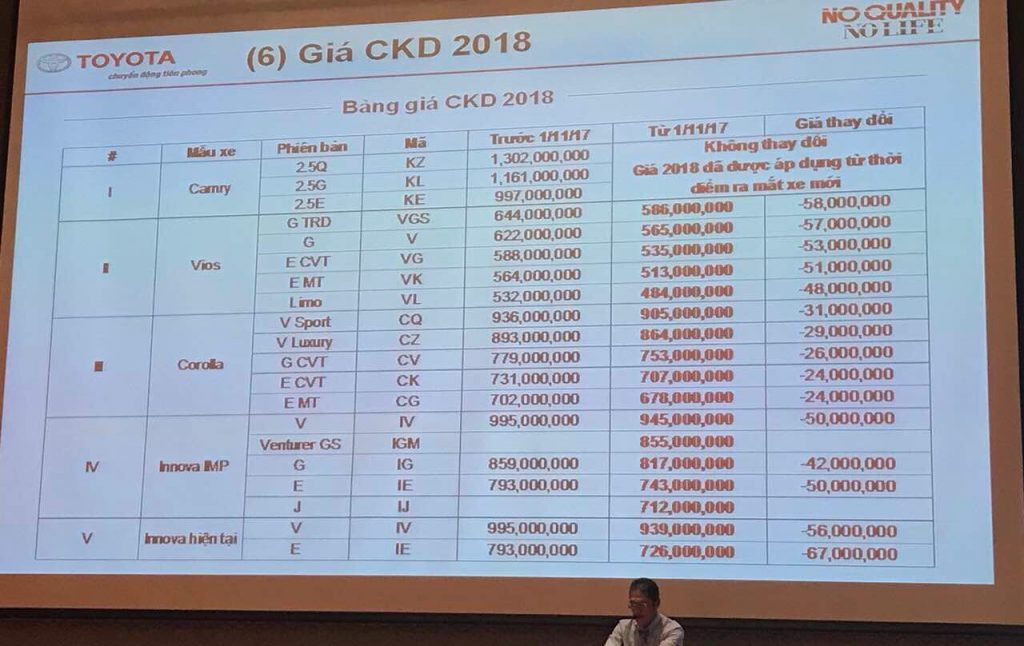 TOYOTA
chuyển động tiên phong
(6) Giá CKD 2018
NO QUALITY
NO LIFE
Bảng giá CKD 2018
# Mẫu xe Phiên bản Mã Trước 1/11/17 Từ 1/11/17 Giá thay đổi
I Camry 2.5Q KZ 1,302,000,000 Không thay đổi
2.5G KL 1,161,000,000 Giá 2018 đã được áp dụng từ thời
2.5E KE 997,000,000 điểm ra mắt xe mới
II Vios G TRD VGS 644,000,000 586,000,000 -58,000,000
G V 622,000,000 565,000,000 -57,000,000
E CVT VG 588,000,000 535,000,000 -53,000,000
E MT VK 564,000,000 513,000,000 -51,000,000
Limo VL 532,000,000 484,000,000 -48,000,000
III Corolla V Sport CQ 936,000,000 905,000,000 -31,000,000
V Luxury CZ 893,000,000 864,000,000 -29,000,000
G CVT CV 779,000,000 753,000,000 -26,000,000
E CVT CK 731,000,000 707,000,000 -24,000,000
E MT CG 702,000,000 678,000,000 -24,000,000
IV Innova IMP V IV 995,000,000 945,000,000 -50,000,000
Venturer GS IGM 855,000,000
G IG 859,000,000 817,000,000 -42,000,000
E IE 793,000,000 743,000,000 -50,000,000
J IJ 712,000,000
V Innova hiện tại V IV 995,000,000 939,000,000 -56,000,000
E IE 793,000,000 726,000,000 -67,000,000